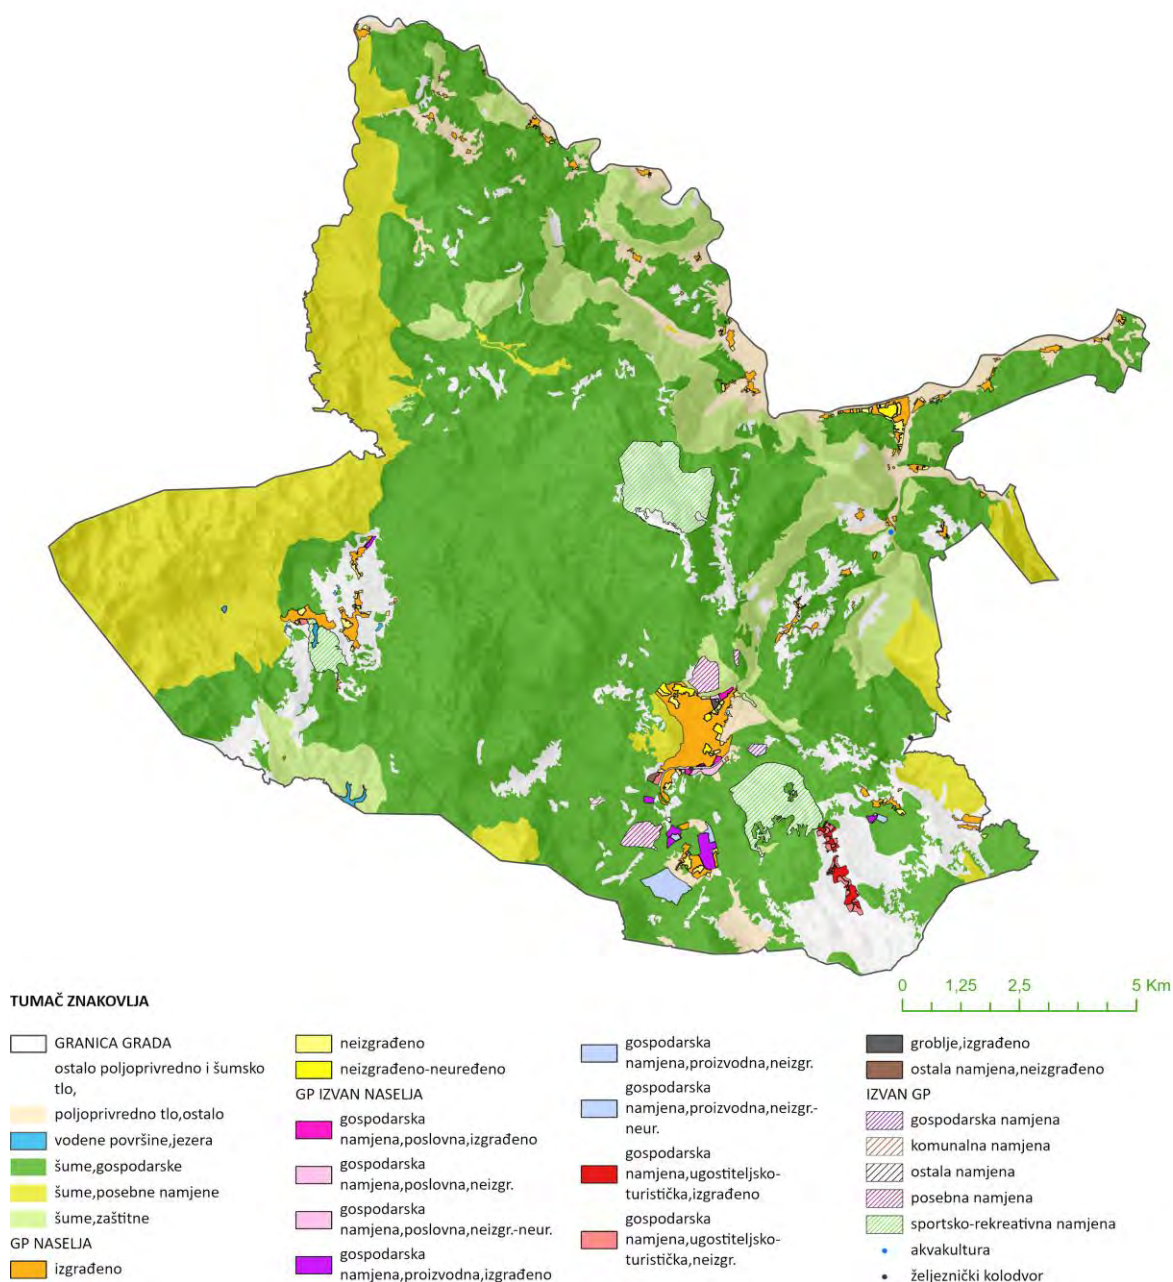 0 1,25 2,5 5 Km
TUMAČ ZNAKOVLJA
GRANICA GRADA
ostalo poljoprivredno i šumsko
tlo,
poljoprivredno tlo,ostalo
vodene površine,jezera
šume,gospodarske
šume,posebne namjene
šume,zaštitne
GP NASELJA
izgrađeno
neizgrađeno
neizgrađeno-neuređeno
GP IZVAN NASELJA
gospodarska
namjena,poslovna,izgrađeno
gospodarska
namjena,poslovna,neizgr.
gospodarska
namjena,poslovna,neizgr.-neur.
gospodarska
namjena,proizvodna,izgrađeno
gospodarska
namjena,proizvodna,neizgr.
gospodarska
namjena,proizvodna,neizgr.-
neur.
gospodarska
namjena,ugostiteljsko-
turistička,izgrađeno
gospodarska
namjena,ugostiteljsko-
turistička,neizgr.
groblje,izgrađeno
ostala namjena,neizgrađeno
IZVAN GP
gospodarska namjena
komunalna namjena
ostala namjena
posebna namjena
sportsko-rekreativna namjena
akvakultura
željeznički kolodvor